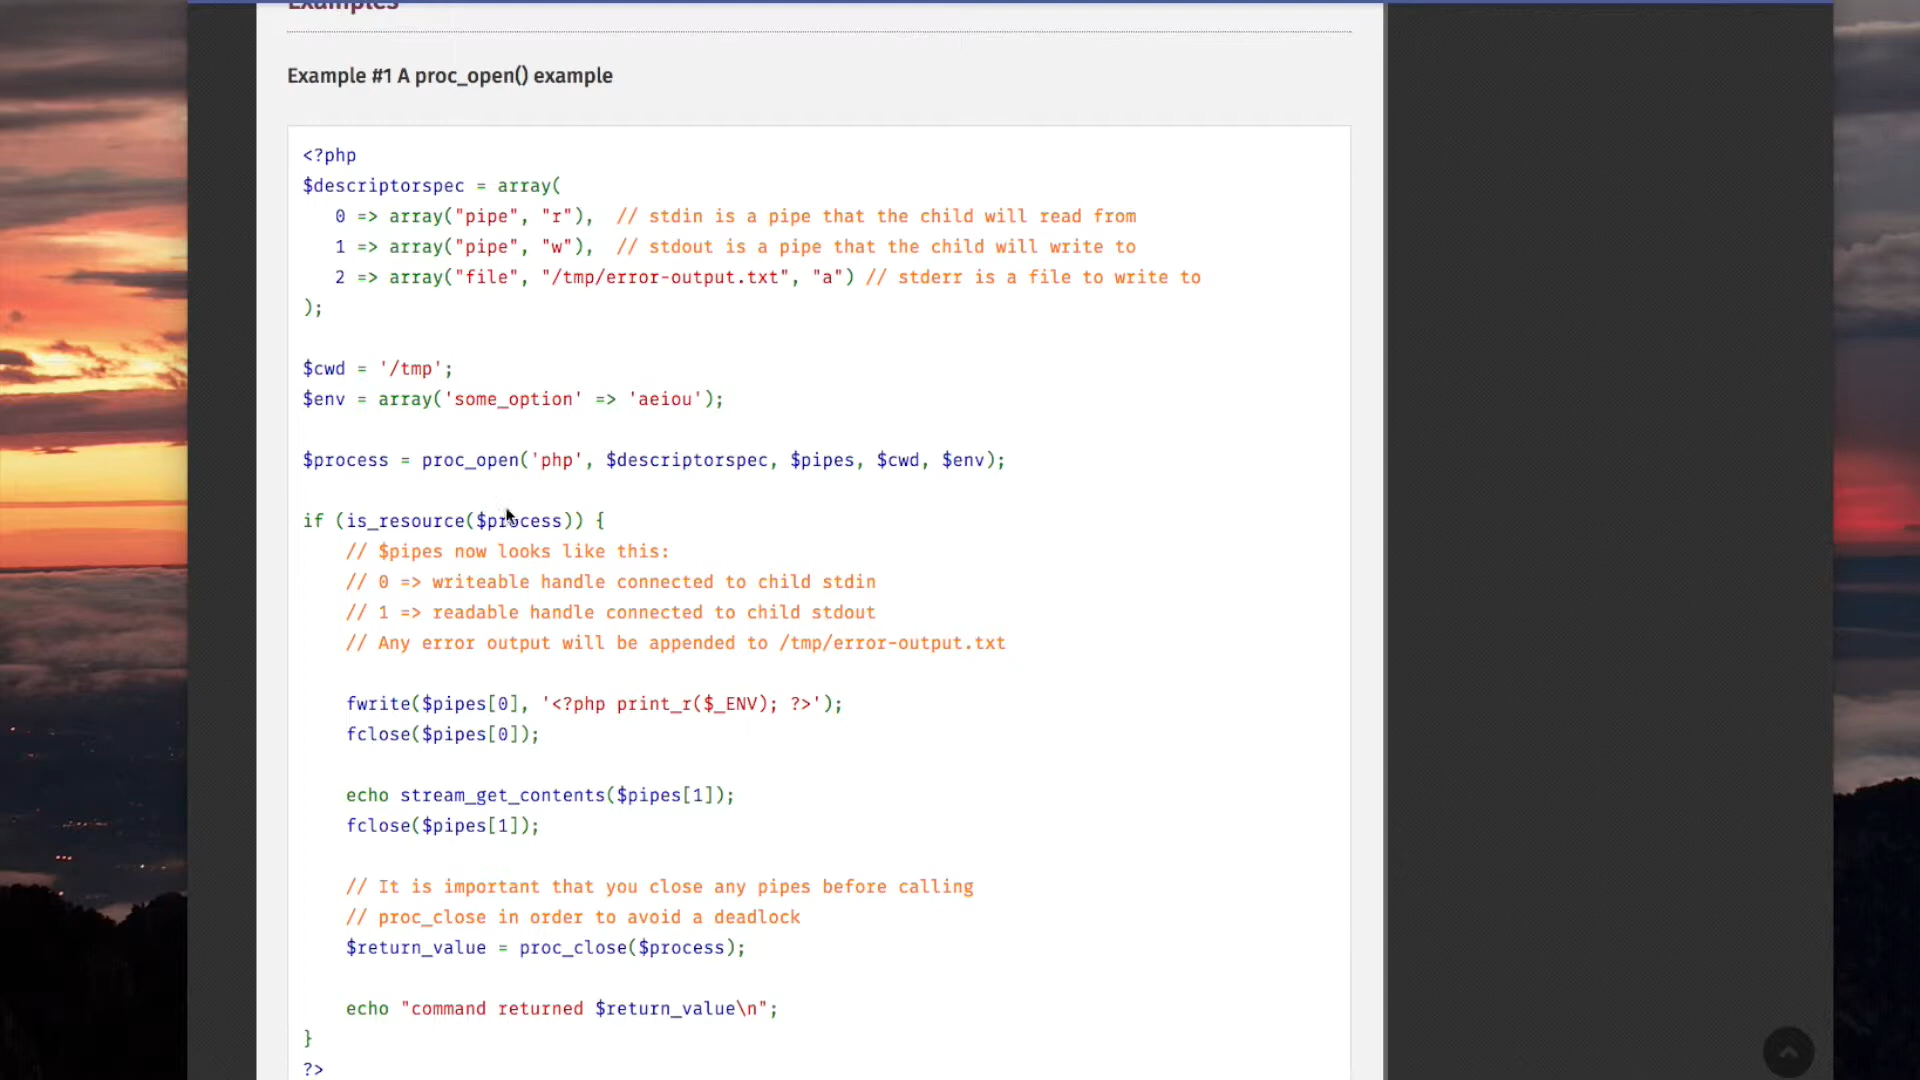 Examples
Example #1 A proc_open() example
<?php
$descriptorspec = array(
   0 => array("pipe", "r"),  // stdin is a pipe that the child will read from
   1 => array("pipe", "w"),  // stdout is a pipe that the child will write to
   2 => array("file", "/tmp/error-output.txt", "a") // stderr is a file to write to
);
$cwd = '/tmp';
$env = array('some_option' => 'aeiou');
$process = proc_open('php', $descriptorspec, $pipes, $cwd, $env);
if (is_resource($process)) {
    // $pipes now looks like this:
    // 0 => writeable handle connected to child stdin
    // 1 => readable handle connected to child stdout
    // Any error output will be appended to /tmp/error-output.txt
    fwrite($pipes[0], '<?php print_r($_ENV); ?>');
    fclose($pipes[0]);
    echo stream_get_contents($pipes[1]);
    fclose($pipes[1]);
    // It is important that you close any pipes before calling
    // proc_close in order to avoid a deadlock
    $return_value = proc_close($process);
    echo "command returned $return_value\n";
}
?>